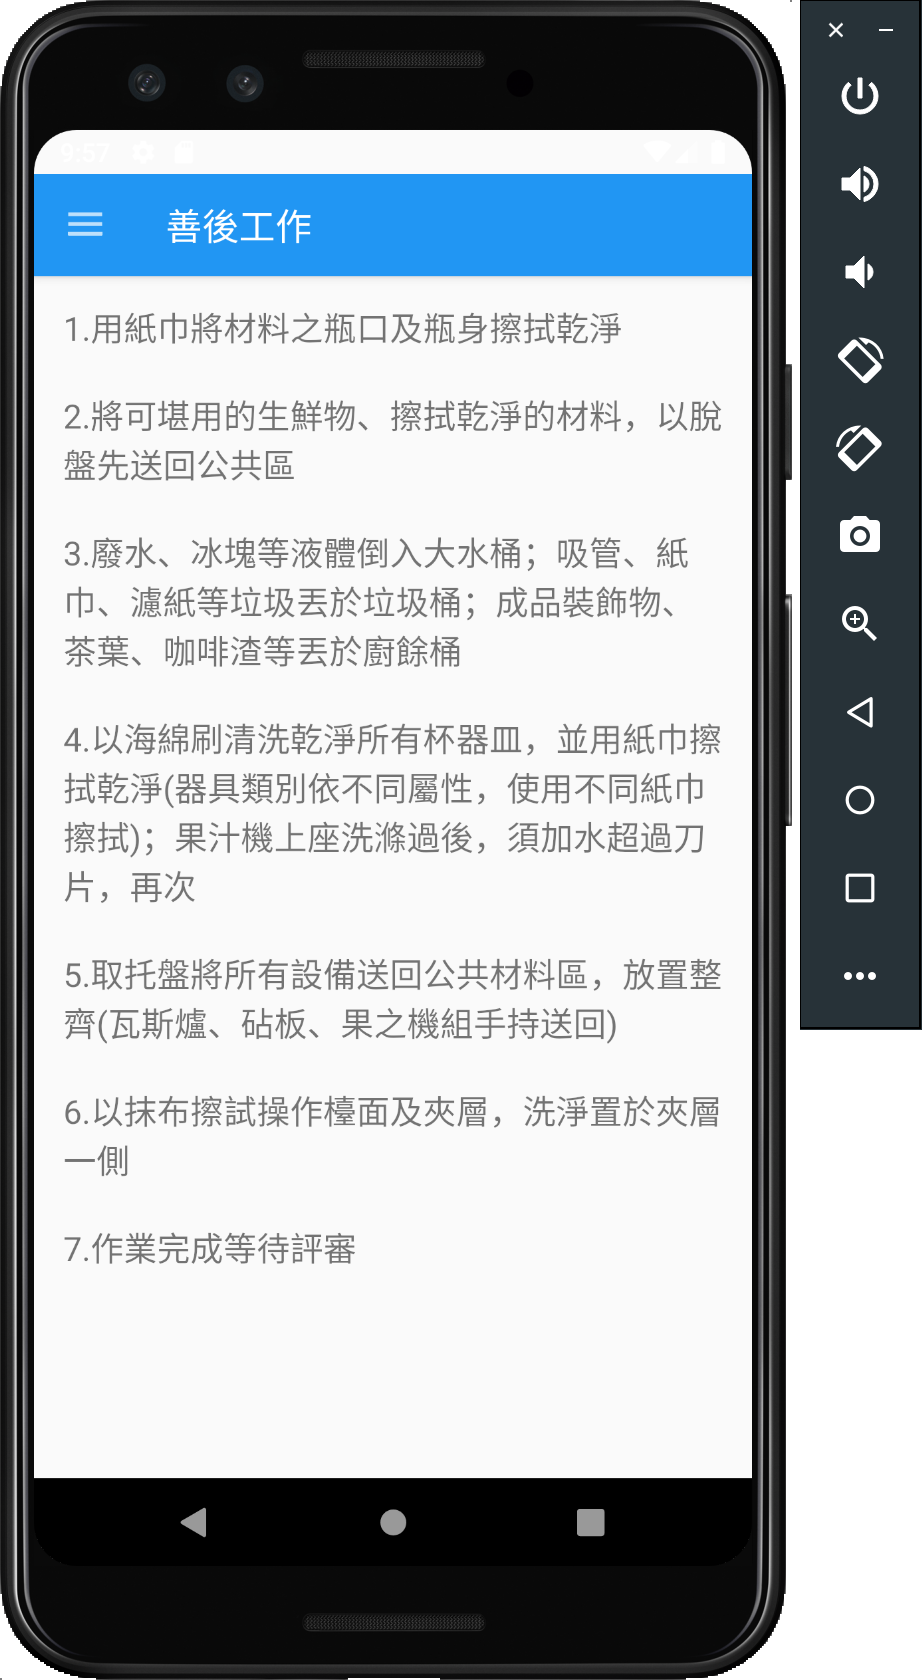 9:57
善後工作
1.用紙巾將材料之瓶口及瓶身擦拭乾淨
2.將可堪用的生鮮物、擦拭乾淨的材料，以脫
盤先送回公共區
3.廢水、冰塊等液體倒入大水桶；吸管、紙
巾、濾紙等垃圾丟於垃圾桶；成品裝飾物、
茶葉、咖啡渣等丟於廚餘桶
4.以海綿刷清洗乾淨所有杯器皿，並用紙巾擦
拭乾淨(器具類別依不同屬性，使用不同紙巾
擦拭)；果汁機上座洗滌過後，須加水超過刀
片，再次
5.取托盤將所有設備送回公共材料區，放置整
齊(瓦斯爐、砧板、果之機組手持送回)
6.以抹布擦試操作檯面及夾層，洗淨置於夾層
一側
7.作業完成等待評審